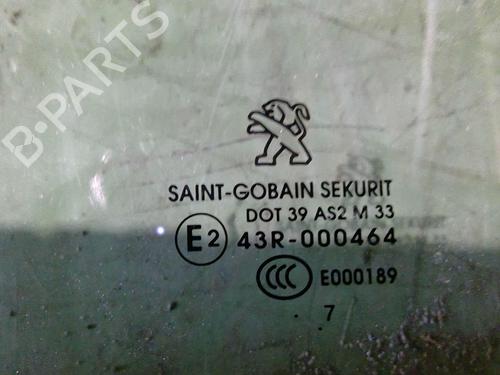 B-PARTS
SAINT-GOBAIN SEKURIT
DOT 39 AS2 M 33
E2 43R-000464
CCC E000189
. 7